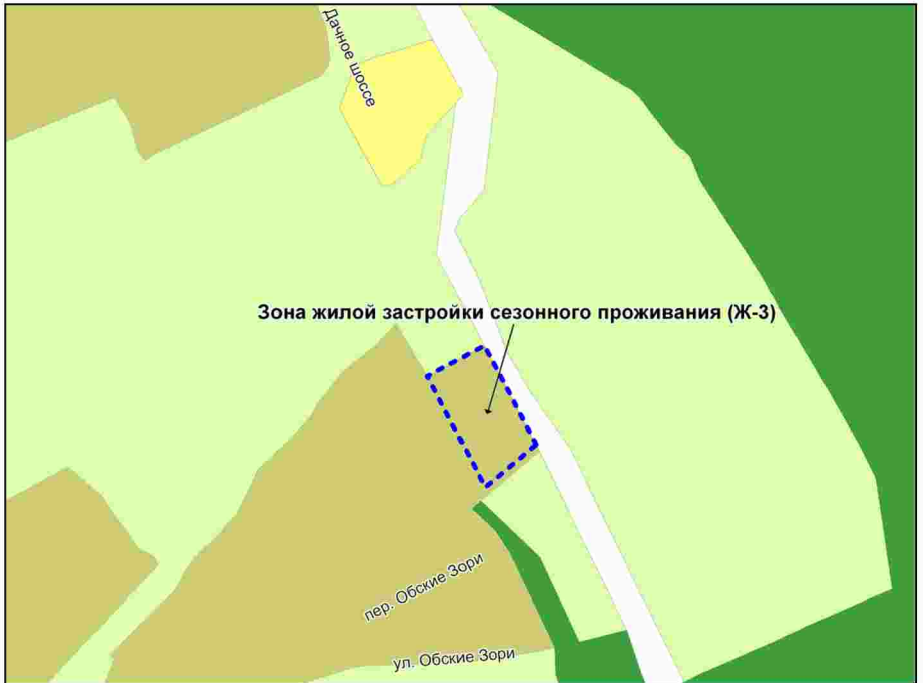 Дачное шоссе
Зона жилой застройки сезонного проживания (Ж-3)
пер. Обские Зори
ул. Обские Зори